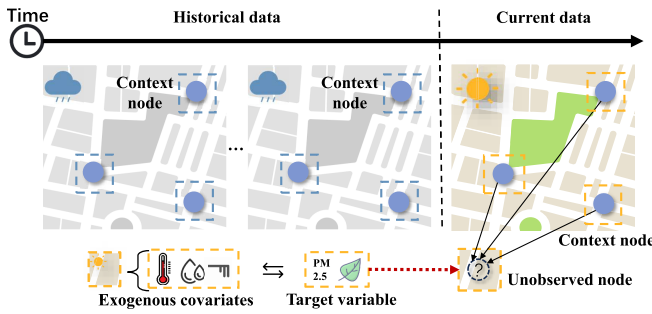 Time
Historical data
Current data
Context
node
Context
node
...
Context node
?
Unobserved node
PM
2.5
Exogenous covariates
Target variable